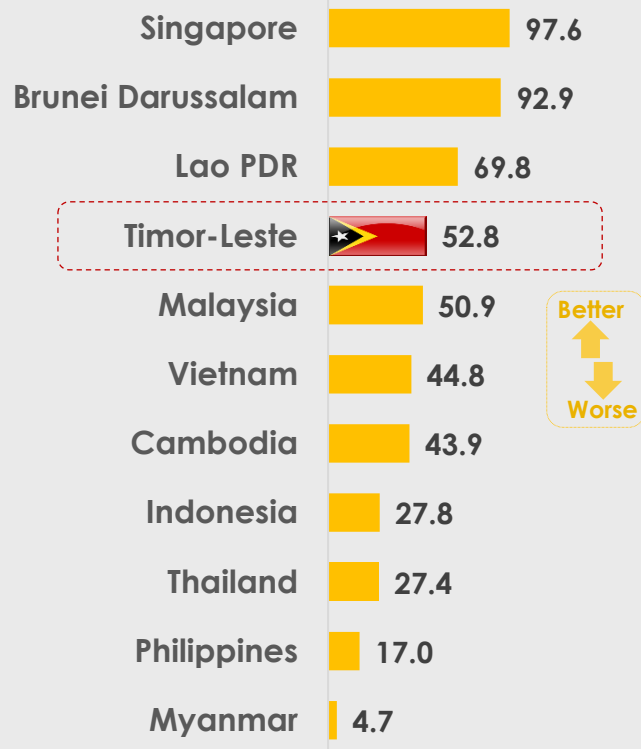 Singapore 97.6
Brunei Darussalam 92.9
Lao PDR 69.8
Timor-Leste 52.8
Malaysia 50.9
Better
Vietnam 44.8
Worse
Cambodia 43.9
Indonesia 27.8
Thailand 27.4
Philippines 17.0
Myanmar 4.7